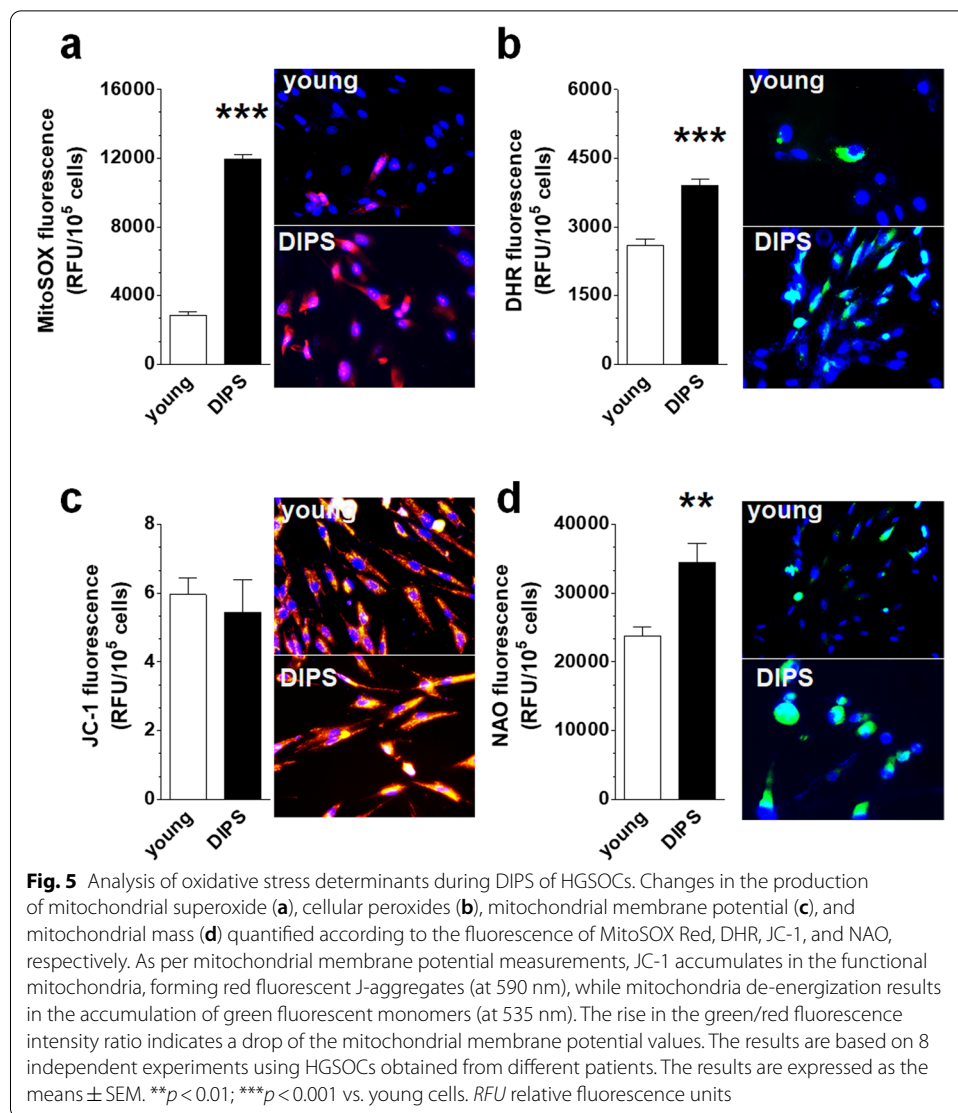 a
16000
12000
8000
4000
0
MitoSOX fluorescence
(RFU/10⁵ cells)
***
young
DIPS
young
DIPS
b
6000
4500
3000
1500
0
DHR fluorescence
(RFU/10⁵ cells)
***
young
DIPS
young
DIPS
c
8
6
4
2
0
JC-1 fluorescence
(RFU/10⁵ cells)
young
DIPS
young
DIPS
d
40000
30000
20000
10000
0
NAO fluorescence
(RFU/10⁵ cells)
**
young
DIPS
young
DIPS
Fig. 5 Analysis of oxidative stress determinants during DIPS of HGSOCs. Changes in the production
of mitochondrial superoxide (a), cellular peroxides (b), mitochondrial membrane potential (c), and
mitochondrial mass (d) quantified according to the fluorescence of MitoSOX Red, DHR, JC-1, and NAO,
respectively. As per mitochondrial membrane potential measurements, JC-1 accumulates in the functional
mitochondria, forming red fluorescent J-aggregates (at 590 nm), while mitochondria de-energization results
in the accumulation of green fluorescent monomers (at 535 nm). The rise in the green/red fluorescence
intensity ratio indicates a drop of the mitochondrial membrane potential values. The results are based on 8
independent experiments using HGSOCs obtained from different patients. The results are expressed as the
means ± SEM. **p < 0.01; ***p < 0.001 vs. young cells. RFU relative fluorescence units